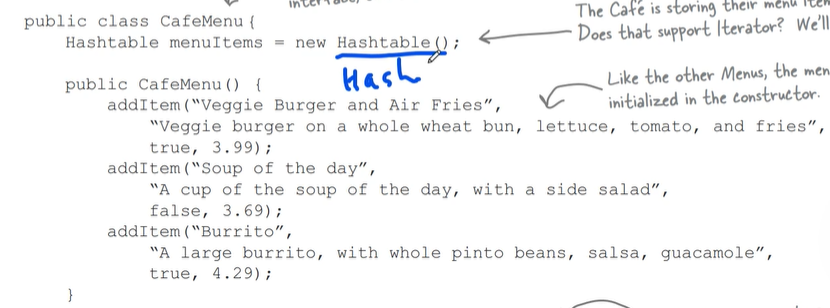 public class CafeMenu {
The Café is storing their menu
Hashtable menuItems = new Hashtable();
Does that support Iterator? We'll
Hash
public CafeMenu() {
Like the other Menus, the men
addItem("Veggie Burger and Air Fries",
initialized in the constructor.
"Veggie burger on a whole wheat bun, lettuce, tomato, and fries",
true, 3.99);
addItem("Soup of the day",
"A cup of the soup of the day, with a side salad",
false, 3.69);
addItem("Burrito",
"A large burrito, with whole pinto beans, salsa, guacamole",
true, 4.29);
}